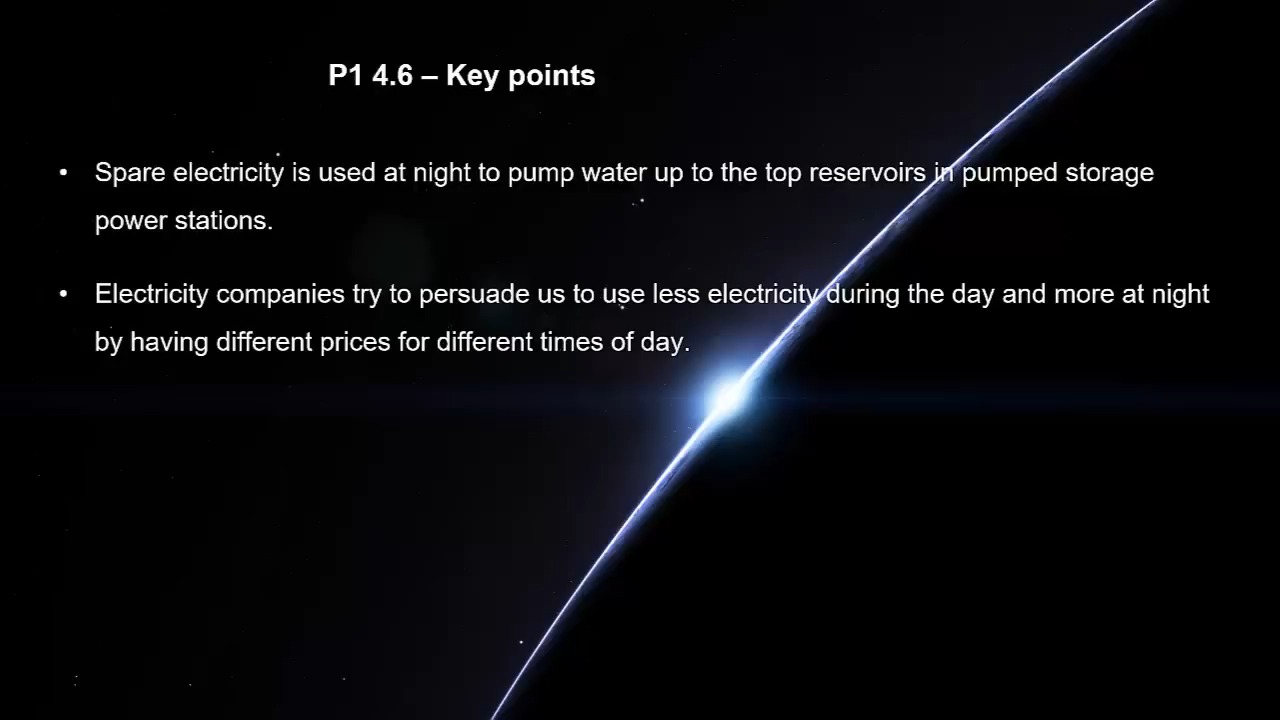 P1 4.6 – Key points
• Spare electricity is used at night to pump water up to the top reservoirs in pumped storage
power stations.
• Electricity companies try to persuade us to use less electricity during the day and more at night
by having different prices for different times of day.